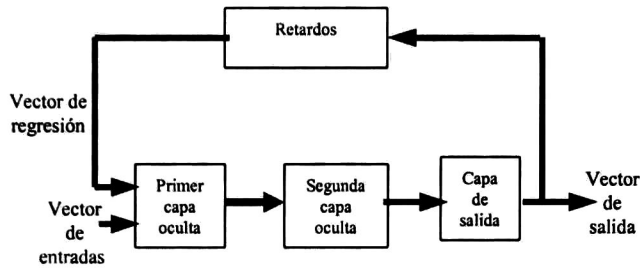 Retardos
Vector de
regresión
Primer
capa
oculta
Segunda
capa
oculta
Capa
de
salida
Vector
de
salida
Vector
de
entradas